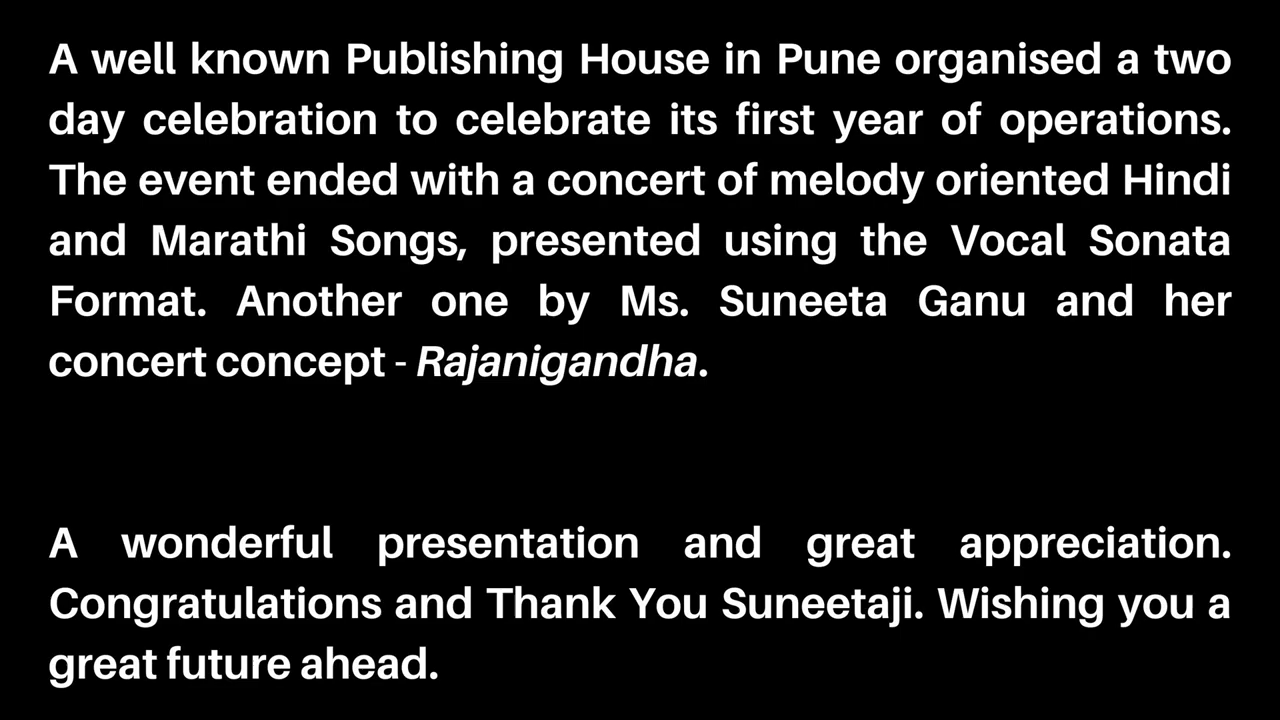 A well known Publishing House in Pune organised a two
day celebration to celebrate its first year of operations.
The event ended with a concert of melody oriented Hindi
and Marathi Songs, presented using the Vocal Sonata
Format. Another one by Ms. Suneeta Ganu and her
concert concept - Rajanigandha.
A wonderful presentation and great appreciation.
Congratulations and Thank You Suneetaji. Wishing you a
great future ahead.